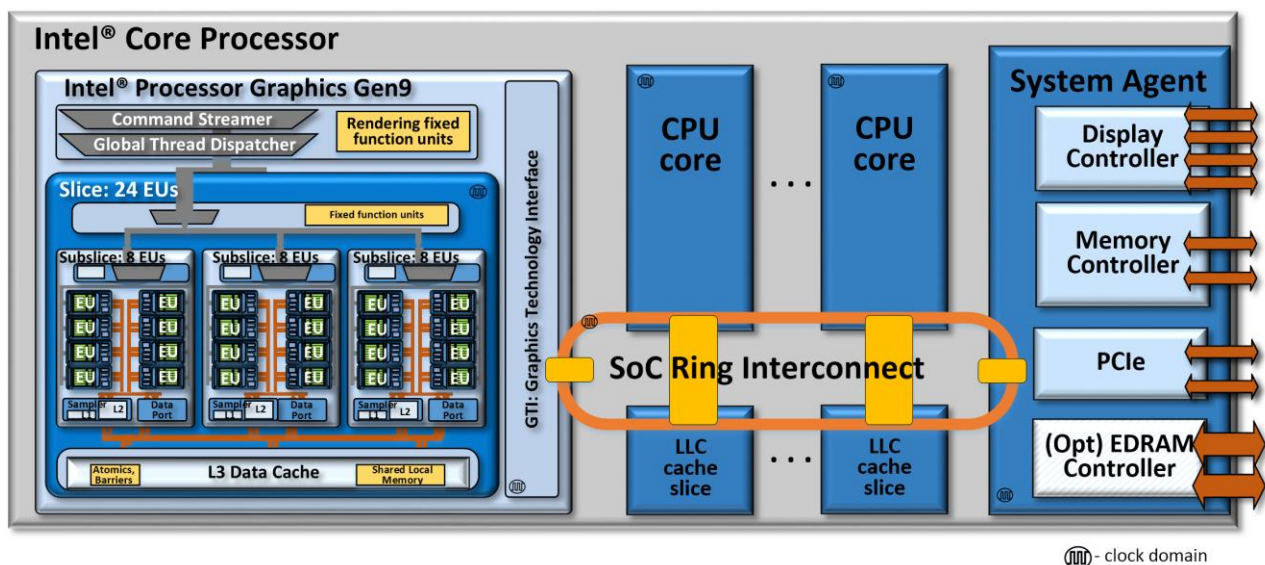 Intel® Core Processor
Intel® Processor Graphics Gen9
Command Streamer
Global Thread Dispatcher
Rendering fixed
function units
Slice: 24 EUs
Fixed function units
Subslice: 8 EUs
EU EU
EU EU
EU EU
EU EU
Sampler
L1
L2
Data
Port
Subslice: 8 EUs
EU EU
EU EU
EU EU
EU EU
Sampler
L1
L2
Data
Port
Subslice: 8 EUs
EU EU
EU EU
EU EU
EU EU
Sampler
L1
L2
Data
Port
Atomics,
Barriers
L3 Data Cache
Shared Local
Memory
GTI: Graphics Technology Interface
CPU
core
...
CPU
core
SoC Ring Interconnect
LLC
cache
slice
...
LLC
cache
slice
System Agent
Display
Controller
Memory
Controller
PCIe
(Opt) EDRAM
Controller
- clock domain